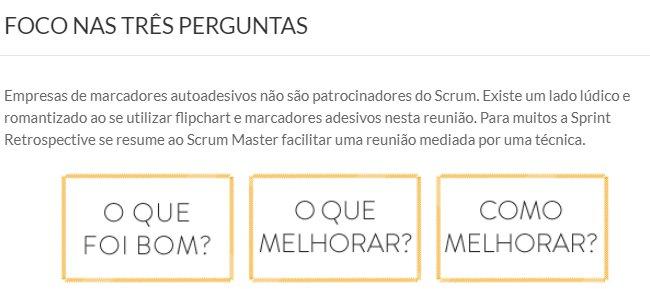 FOCO NAS TRÊS PERGUNTAS
Empresas de marcadores autoadesivos não são patrocinadores do Scrum. Existe um lado lúdico e
romantizado ao se utilizar flipchart e marcadores adesivos nesta reunião. Para muitos a Sprint
Retrospective se resume ao Scrum Master facilitar uma reunião mediada por uma técnica.
O QUE
FOI BOM?
O QUE
MELHORAR?
COMO
MELHORAR?